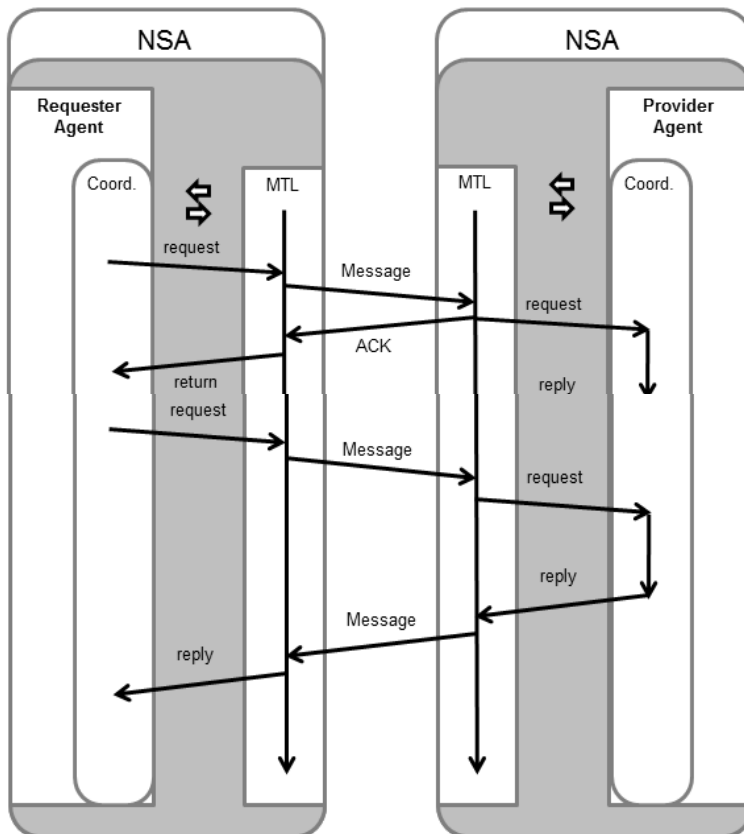 NSA
NSA
Requester
Agent
Provider
Agent
Coord.
MTL
MTL
Coord.
request
Message
request
ACK
return
reply
request
Message
request
reply
Message
reply